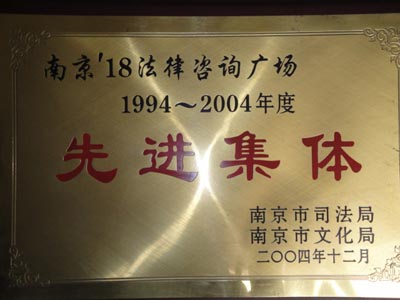 南京'18法律咨询广场
1994～2004年度
先进集体
南京市司法局
南京市文化局
二〇〇四年十二月